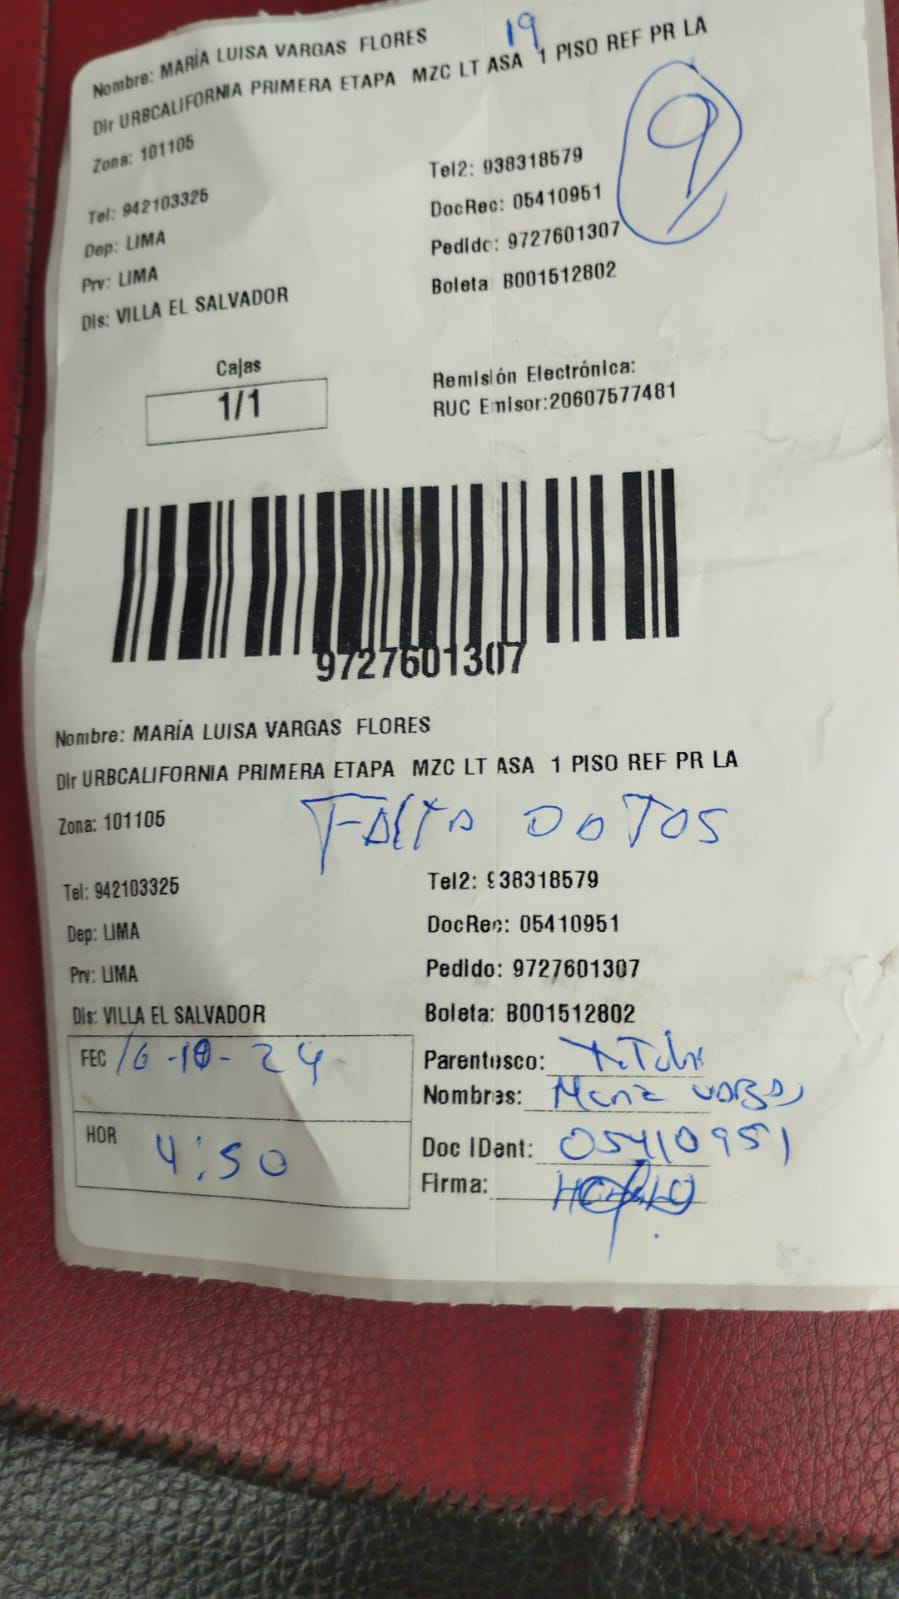 19
Nombre: MARÍA LUISA VARGAS FLORES
Dir URBCALIFORNIA PRIMERA ETAPA MZC LT ASA 1 PISO REF PR LA
9
Zona: 101105
Tel2: 938318579
Tel: 942103325
DocRec: 05410951
Dep: LIMA
Pedido: 9727601307
Prv: LIMA
Boleta B001512802
Dis: VILLA EL SALVADOR
Cajas
1/1
Remisión Electrónica:
RUC Emisor:20607577481
9727601307
Nombre: MARÍA LUISA VARGAS FLORES
Dir URBCALIFORNIA PRIMERA ETAPA MZC LT ASA 1 PISO REF PR LA
Zona: 101105
FALTA DATOS
Tel: 942103325
Tel2: 938318579
Dep: LIMA
DocRec: 05410951
Prv: LIMA
Pedido: 9727601307
Dis: VILLA EL SALVADOR
Boleta: B001512802
FEC 16-10-24
Parentesco:
Nombres: Maria Vargas
HOR 4:50
Doc IDent: 05410951
Firma: